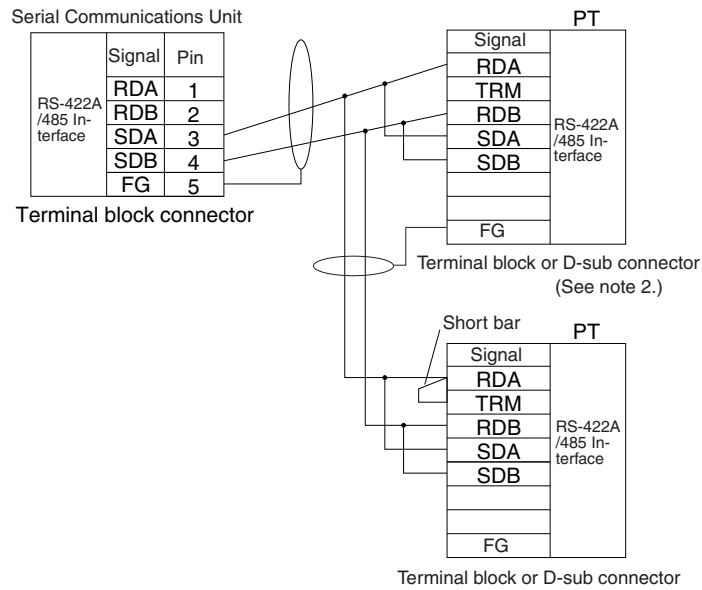 Serial Communications Unit
Signal Pin
RS-422A
/485 In-
terface
RDA 1
RDB 2
SDA 3
SDB 4
FG 5
Terminal block connector
PT
Signal
RDA
TRM
RDB
SDA
SDB
FG
RS-422A
/485 In-
terface
Terminal block or D-sub connector
(See note 2.)
Short bar
PT
Signal
RDA
TRM
RDB
SDA
SDB
FG
RS-422A
/485 In-
terface
Terminal block or D-sub connector